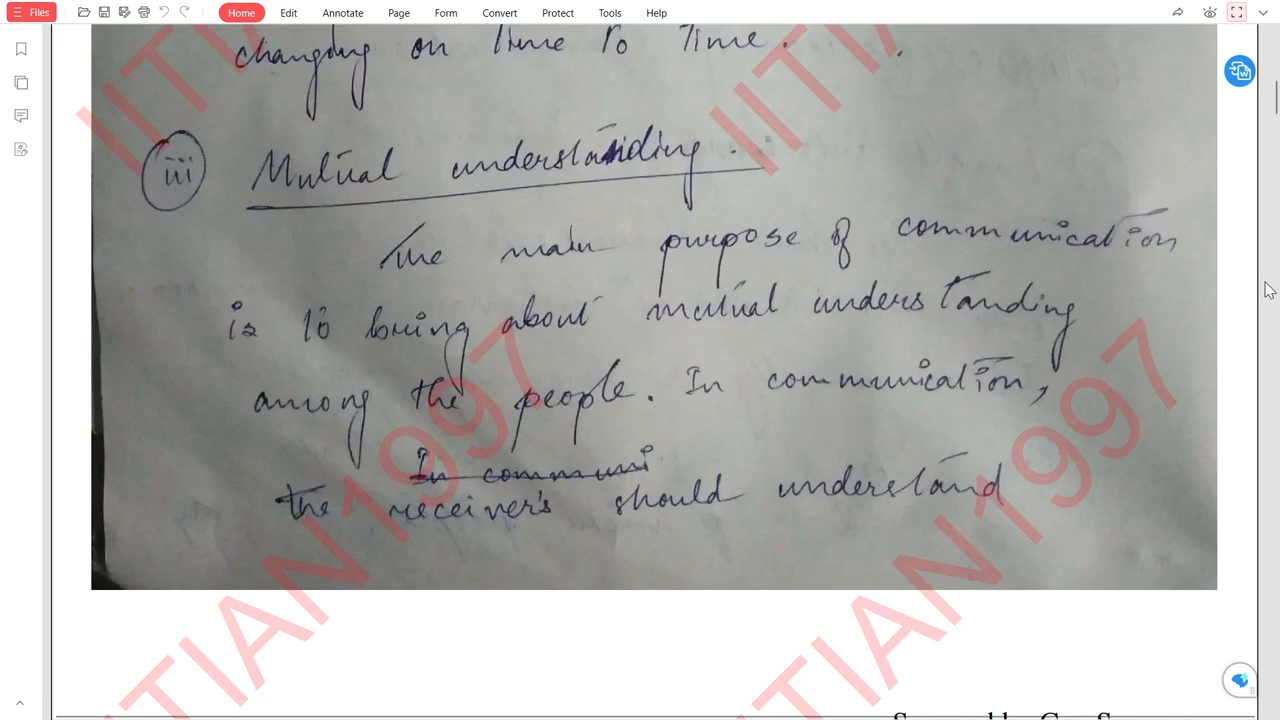 Files
Home Edit Annotate Page Form Convert Protect Tools Help
changing on time to time.
iii Mutual understanding.
The main purpose of communication
is to bring about mutual understanding
among the people. In communication,
In communi
the receiver's should understand
IITIAN1997
IITIAN1997